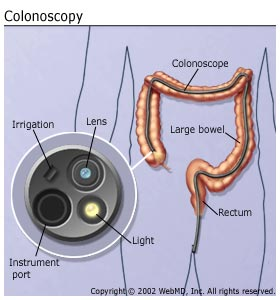 Colonoscopy
Colonoscope
Irrigation
Lens
Large bowel
Rectum
Light
Instrument
port
Copyright © 2002 WebMD, Inc. All rights reserved.